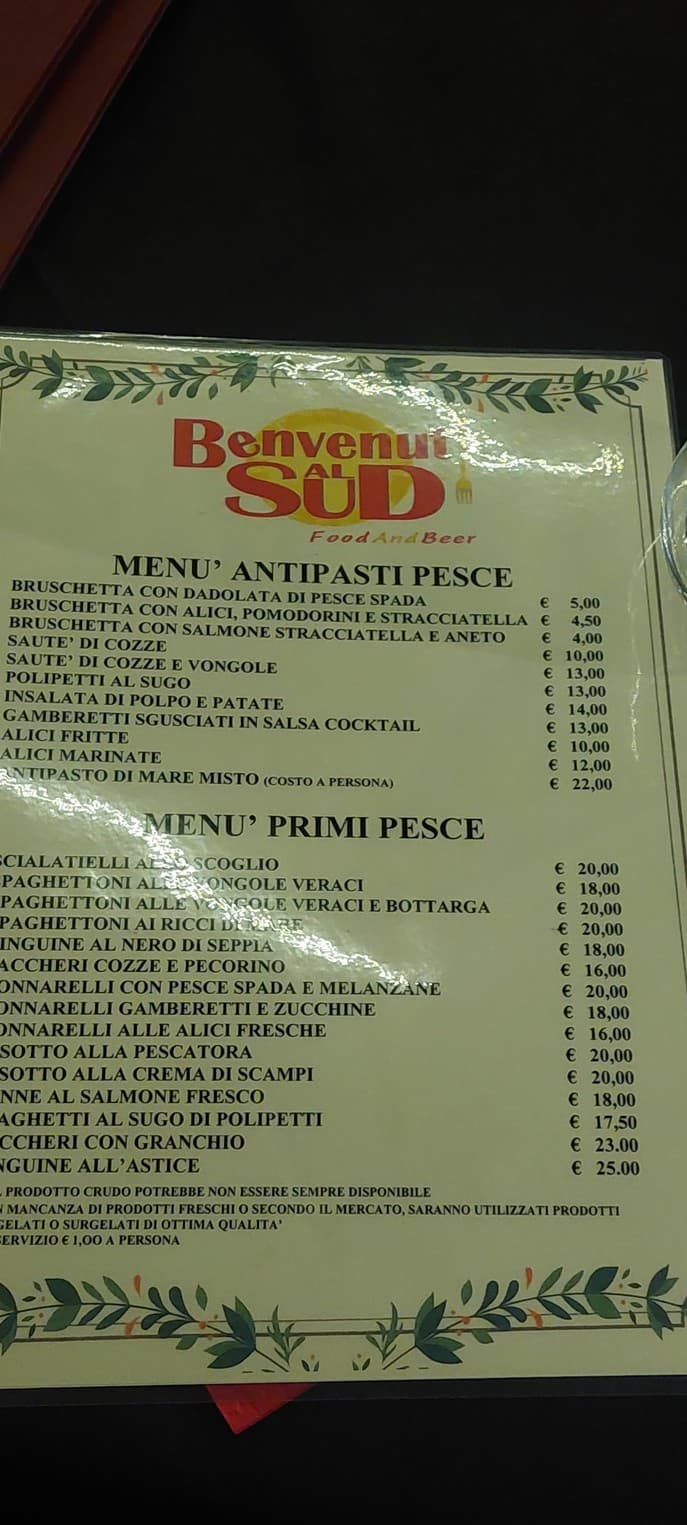 Benvenut
AL
SUD
FoodAndBeer
MENU' ANTIPASTI PESCE
BRUSCHETTA CON DADOLATA DI PESCE SPADA € 5,00
BRUSCHETTA CON ALICI, POMODORINI E STRACCIATELLA € 4,50
BRUSCHETTA CON SALMONE STRACCIATELLA E ANETO € 4,00
SAUTE' DI COZZE € 10,00
SAUTE' DI COZZE E VONGOLE € 13,00
POLIPETTI AL SUGO € 13,00
INSALATA DI POLPO E PATATE € 14,00
GAMBERETTI SGUSCIATI IN SALSA COCKTAIL € 13,00
ALICI FRITTE € 10,00
ALICI MARINATE € 12,00
ANTIPASTO DI MARE MISTO (COSTO A PERSONA) € 22,00
MENU' PRIMI PESCE
SCIALATIELLI ALLO SCOGLIO € 20,00
PAGHETTONI ALLE VONGOLE VERACI € 18,00
PAGHETTONI ALLE VONGOLE VERACI E BOTTARGA € 20,00
PAGHETTONI AI RICCI DI MARE € 20,00
INGUINE AL NERO DI SEPPIA € 18,00
ACCHERI COZZE E PECORINO € 16,00
ONNARELLI CON PESCE SPADA E MELANZANE € 20,00
ONNARELLI GAMBERETTI E ZUCCHINE € 18,00
ONNARELLI ALLE ALICI FRESCHE € 16,00
SOTTO ALLA PESCATORA € 20,00
SOTTO ALLA CREMA DI SCAMPI € 20,00
NNE AL SALMONE FRESCO € 18,00
AGHETTI AL SUGO DI POLIPETTI € 17,50
CCHERI CON GRANCHIO € 23.00
NGUINE ALL'ASTICE € 25.00
L PRODOTTO CRUDO POTREBBE NON ESSERE SEMPRE DISPONIBILE
N MANCANZA DI PRODOTTI FRESCHI O SECONDO IL MERCATO, SARANNO UTILIZZATI PRODOTTI
GELATI O SURGELATI DI OTTIMA QUALITA'
SERVIZIO € 1,OO A PERSONA